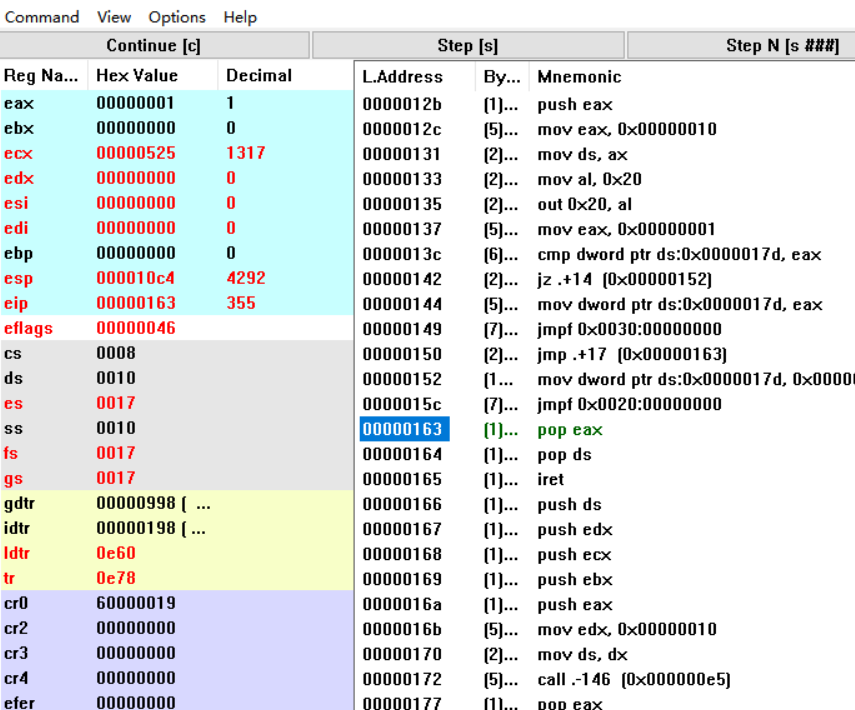 Command View Options Help
Continue [c] Step [s] Step N [s ###]
Reg Na... Hex Value Decimal L.Address By... Mnemonic
eax 00000001 1 0000012b (1)... push eax
ebx 00000000 0 0000012c (5)... mov eax, 0x00000010
ecx 00000525 1317 00000131 (2)... mov ds, ax
edx 00000000 0 00000133 (2)... mov al, 0x20
esi 00000000 0 00000135 (2)... out 0x20, al
edi 00000000 0 00000137 (5)... mov eax, 0x00000001
ebp 00000000 0 0000013c (6)... cmp dword ptr ds:0x0000017d, eax
esp 000010c4 4292 00000142 (2)... jz .+14 (0x00000152)
eip 00000163 355 00000144 (5)... mov dword ptr ds:0x0000017d, eax
eflags 00000046 00000149 (7)... jmpf 0x0030:00000000
cs 0008 00000150 (2)... jmp .+17 (0x00000163)
ds 0010 00000152 (1... mov dword ptr ds:0x0000017d, 0x0000
es 0017 0000015c (7)... jmpf 0x0020:00000000
ss 0010 00000163 (1)... pop eax
fs 0017 00000164 (1)... pop ds
gs 0017 00000165 (1)... iret
gdtr 00000998 ( ... 00000166 (1)... push ds
idtr 00000198 ( ... 00000167 (1)... push edx
ldtr 0e60 00000168 (1)... push ecx
tr 0e78 00000169 (1)... push ebx
cr0 60000019 0000016a (1)... push eax
cr2 00000000 0000016b (5)... mov edx, 0x00000010
cr3 00000000 00000170 (2)... mov ds, dx
cr4 00000000 00000172 (5)... call .-146 (0x000000e5)
efer 00000000 00000177 (1)... pop eax